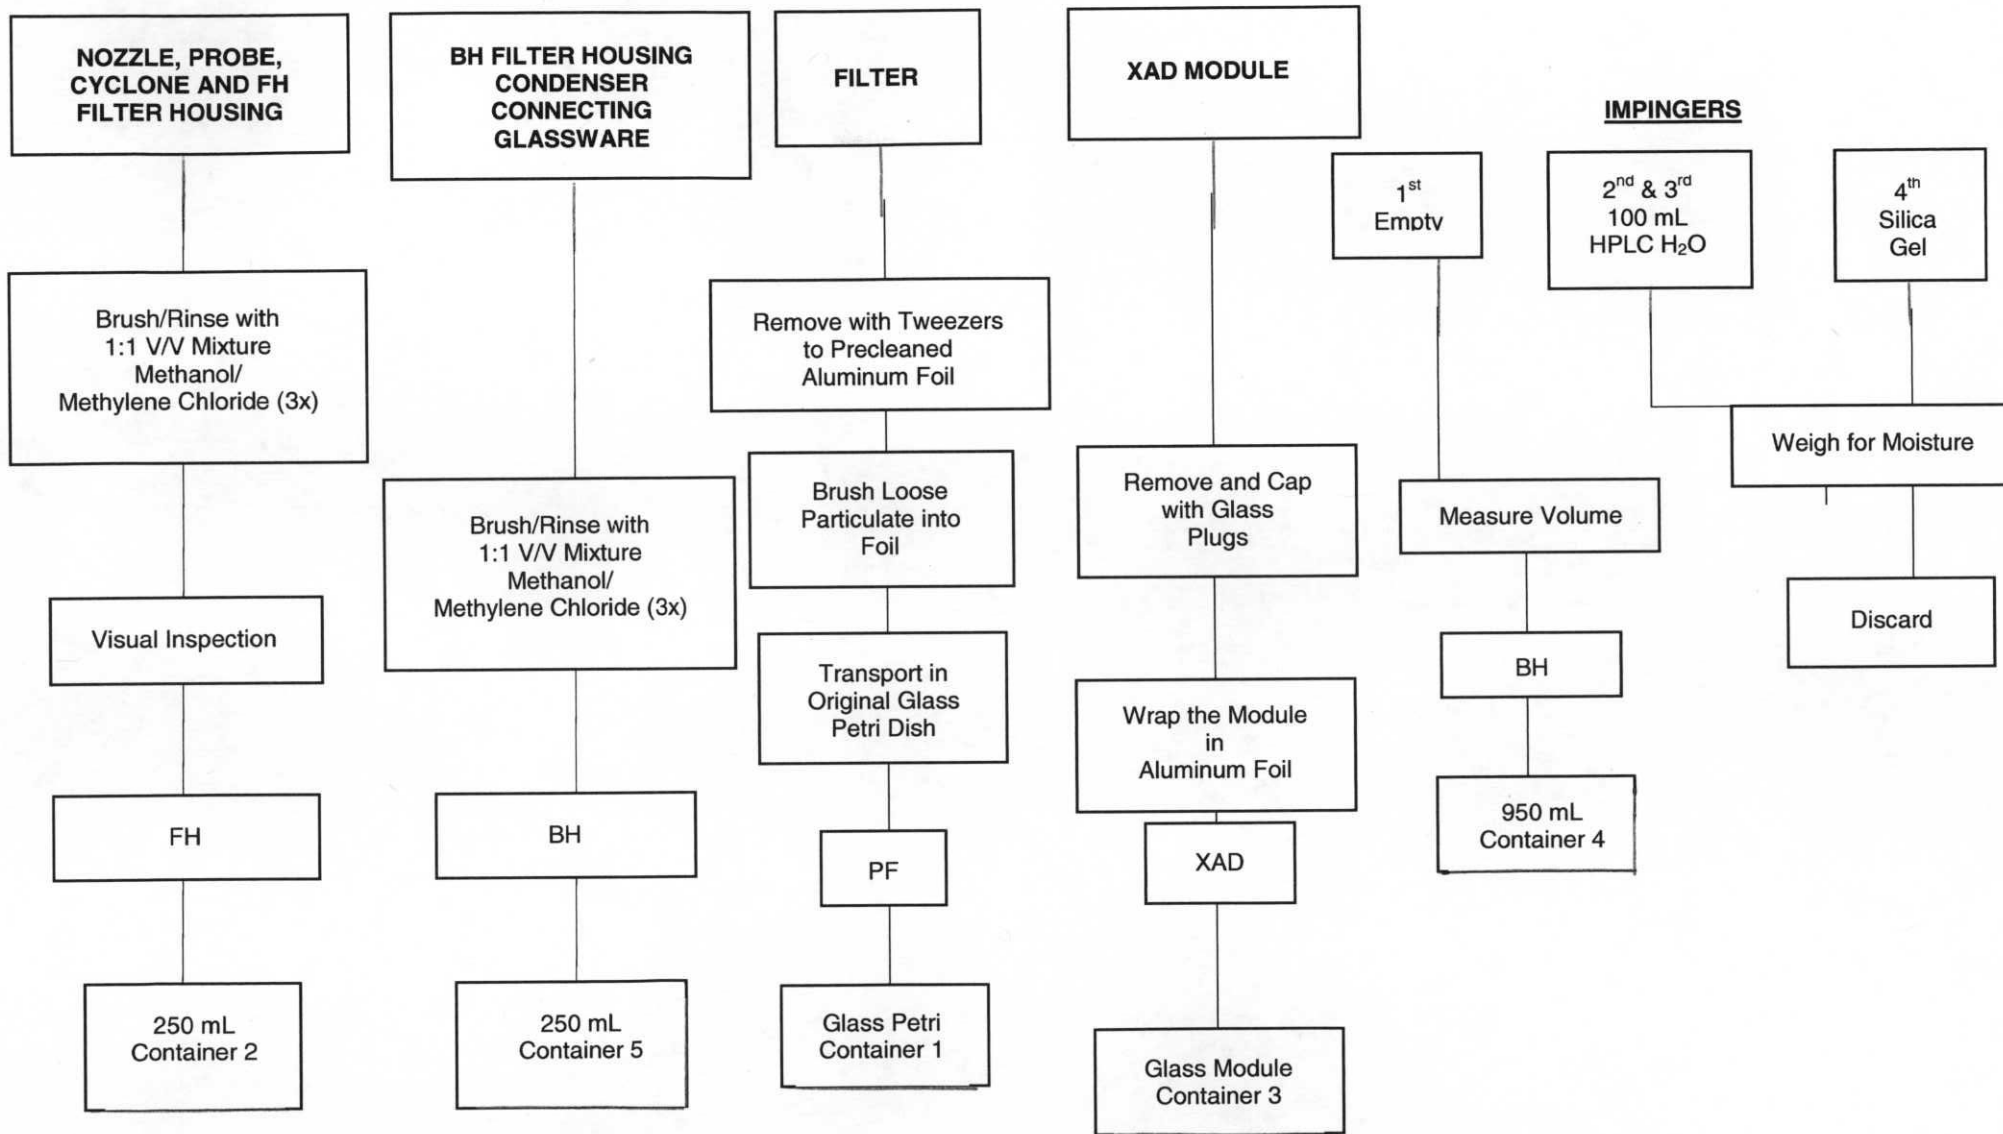 NOZZLE, PROBE,
CYCLONE AND FH
FILTER HOUSING
Brush/Rinse with
1:1 V/V Mixture
Methanol/
Methylene Chloride (3x)
Visual Inspection
FH
250 mL
Container 2
BH FILTER HOUSING
CONDENSER
CONNECTING
GLASSWARE
Brush/Rinse with
1:1 V/V Mixture
Methanol/
Methylene Chloride (3x)
BH
250 mL
Container 5
FILTER
Remove with Tweezers
to Precleaned
Aluminum Foil
Brush Loose
Particulate into
Foil
Transport in
Original Glass
Petri Dish
PF
Glass Petri
Container 1
XAD MODULE
Remove and Cap
with Glass
Plugs
Wrap the Module
in
Aluminum Foil
XAD
Glass Module
Container 3
IMPINGERS
1st
Empty
Measure Volume
BH
950 mL
Container 4
2nd & 3rd
100 mL
HPLC H₂O
4th
Silica
Gel
Weigh for Moisture
Discard